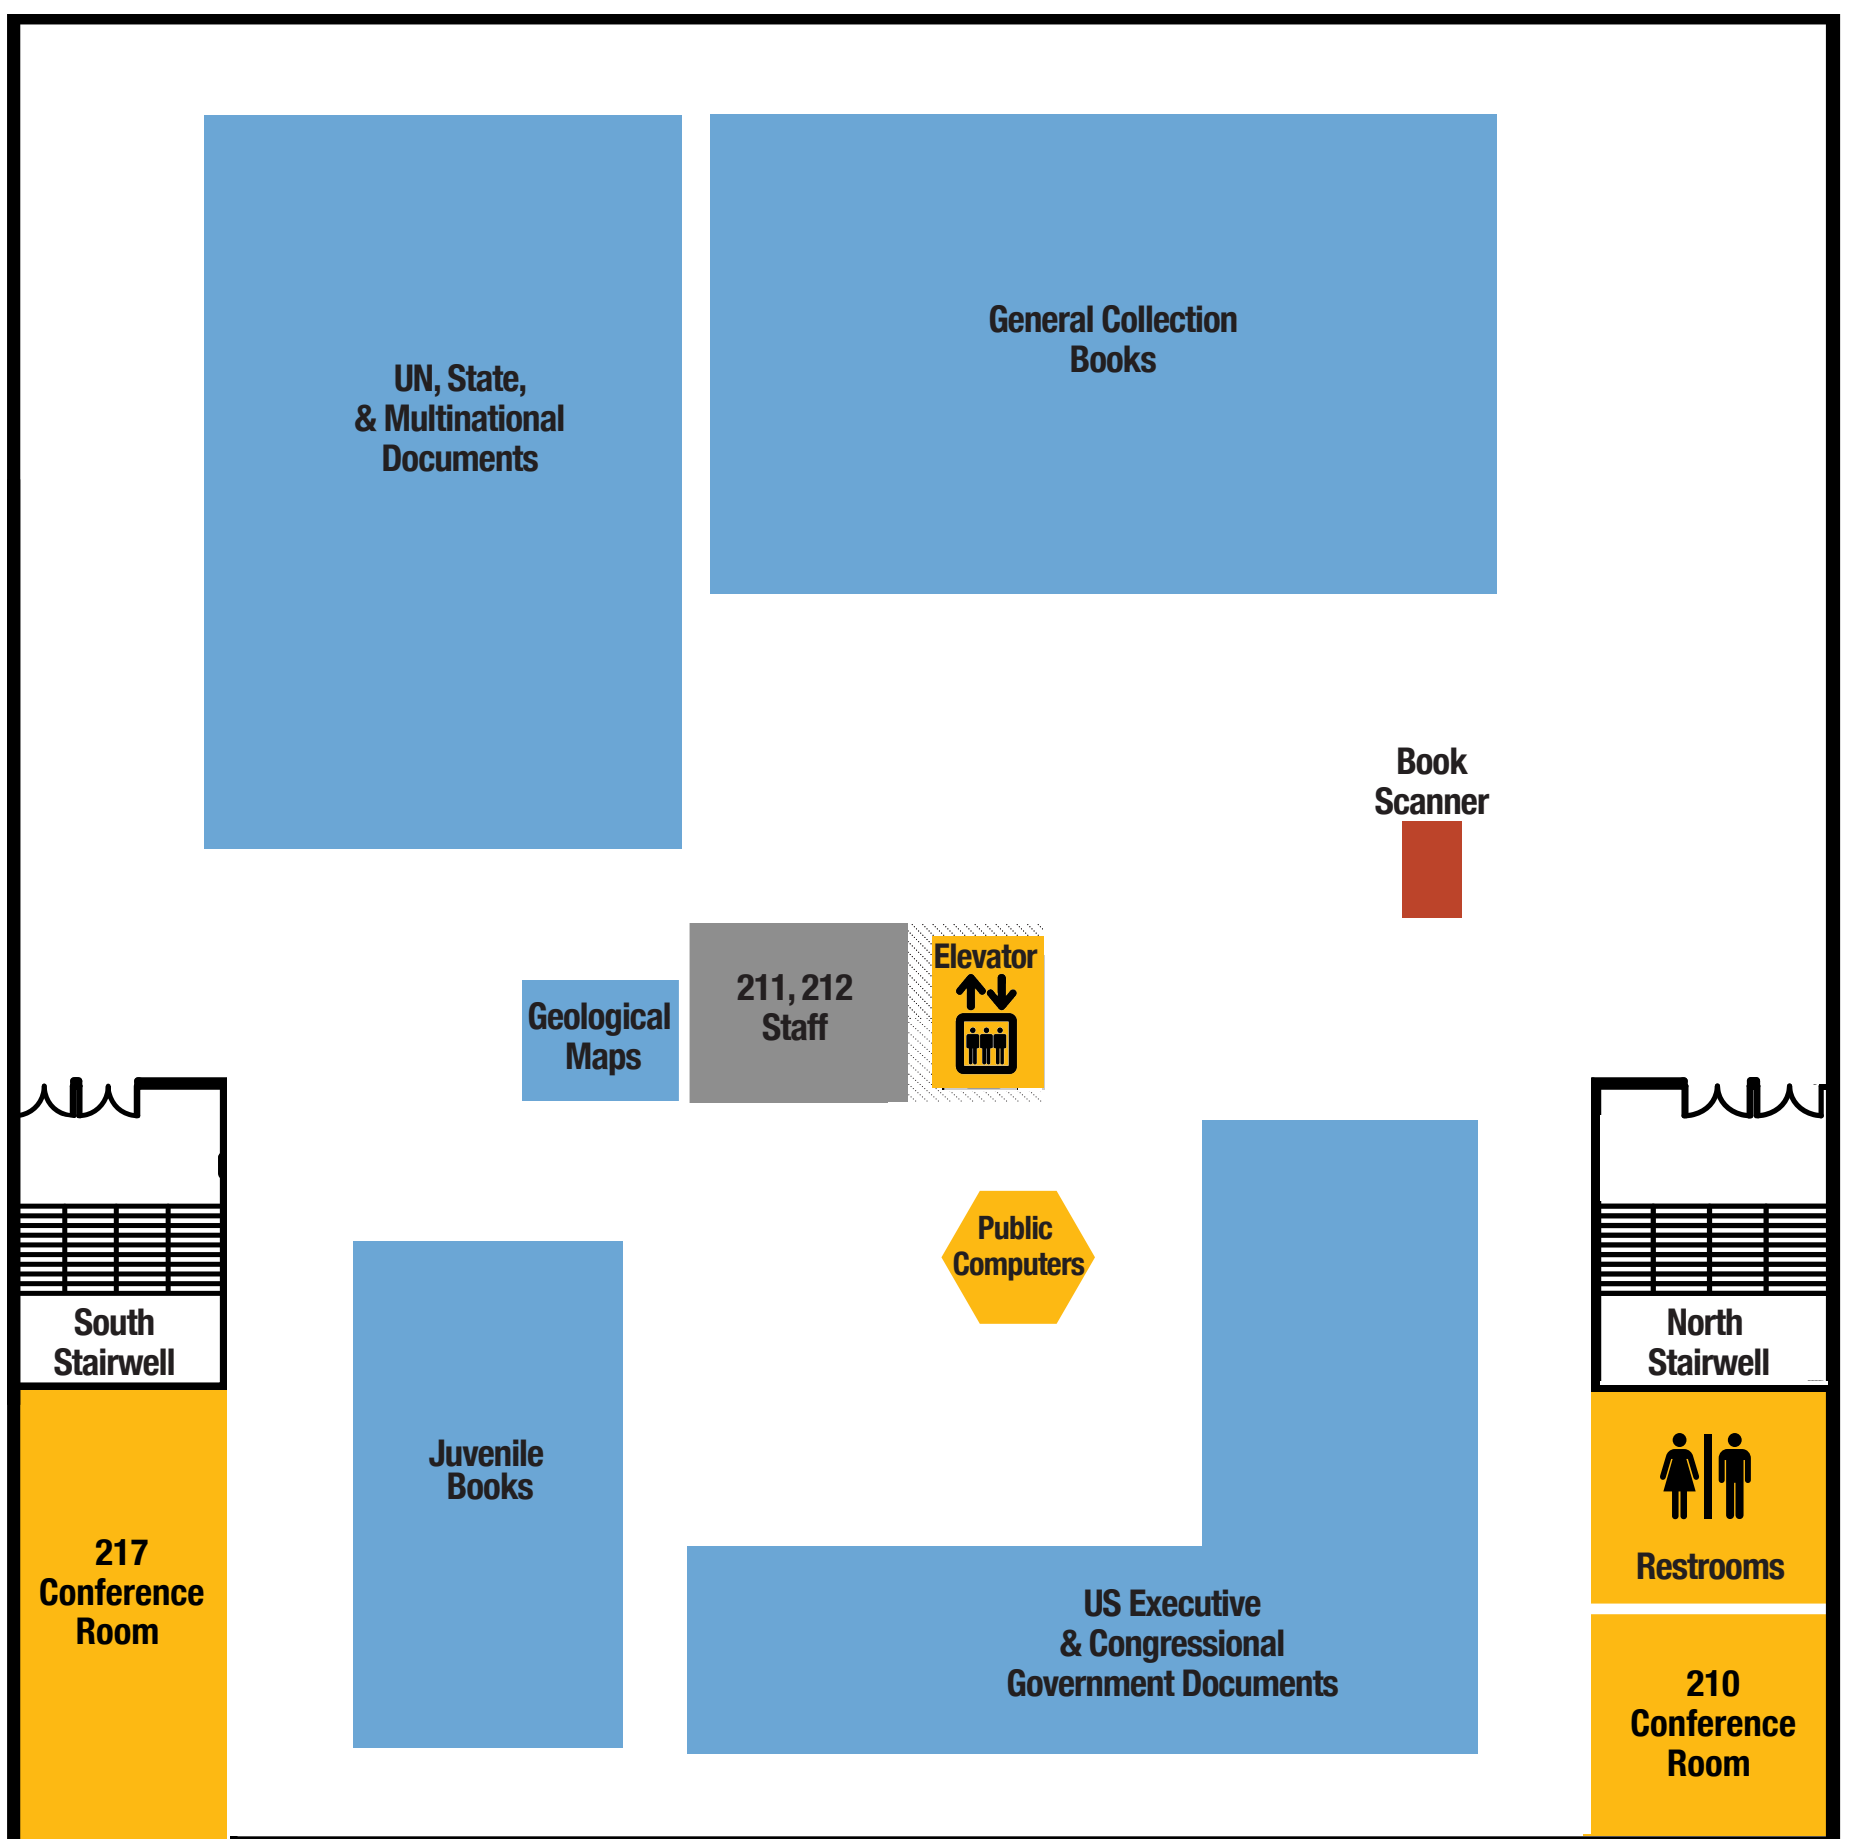 General Collection
Books
UN, State,
& Multinational
Documents
Book
Scanner
Elevator
211, 212
Staff
Geological
Maps
Public
Computers
South
Stairwell
North
Stairwell
Juvenile
Books
217
Conference
Room
Restrooms
US Executive
& Congressional
Government Documents
210
Conference
Room